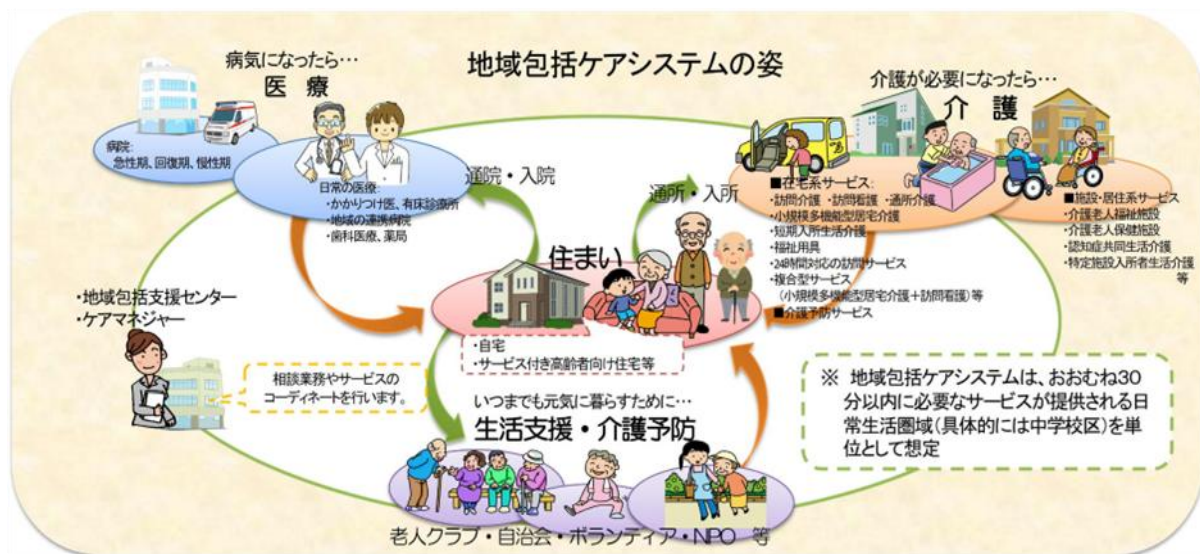 地域包括ケアシステムの姿
病気になったら…
医 療
病院:
急性期、回復期、慢性期
日常の医療:
・かかりつけ医、有床診療所
・地域の連携病院
・歯科医療、薬局
通院・入院
通所・入所
介護が必要になったら…
介 護
■在宅系サービス:
・訪問介護 ・訪問看護 ・通所介護
・小規模多機能型居宅介護
・短期入所生活介護
・福祉用具
・24時間対応の訪問サービス
・複合型サービス
(小規模多機能型居宅介護+訪問看護)等
■介護予防サービス
■施設・居住系サービス
・介護老人福祉施設
・介護老人保健施設
・認知症共同生活介護
・特定施設入所者生活介護
等
住まい
・自宅
・サービス付き高齢者向け住宅等
・地域包括支援センター
・ケアマネジャー
相談業務やサービスの
コーディネートを行います。
いつまでも元気に暮らすために…
生活支援・介護予防
老人クラブ・自治会・ボランティア・NPO 等
※ 地域包括ケアシステムは、おおむね30
分以内に必要なサービスが提供される日
常生活圏域(具体的には中学校区)を単
位として想定